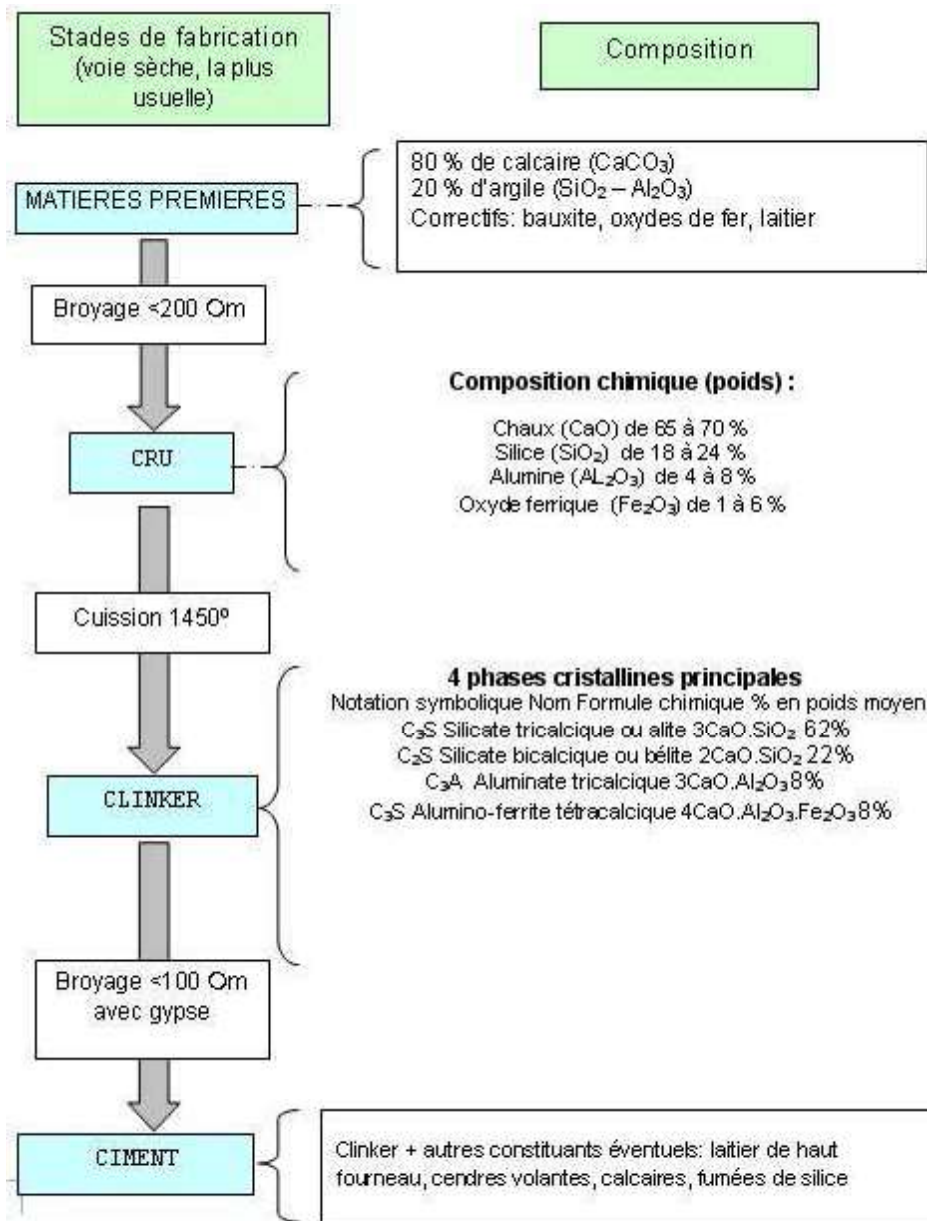 Stades de fabrication
(voie sèche, la plus
usuelle)
Composition
MATIERES PREMIERES
80 % de calcaire (CaCO₃)
20 % d'argile (SiO₂ – Al₂O₃)
Correctifs: bauxite, oxydes de fer, laitier
Broyage <200 Om
CRU
Composition chimique (poids) :
Chaux (CaO) de 65 à 70 %
Silice (SiO₂) de 18 à 24 %
Alumine (AL₂O₃) de 4 à 8 %
Oxyde ferrique (Fe₂O₃) de 1 à 6 %
Cuission 1450º
CLINKER
4 phases cristallines principales
Notation symbolique Nom Formule chimique % en poids moyen
C₃S Silicate tricalcique ou alite 3CaO.SiO₂ 62%
C₂S Silicate bicalcique ou bélite 2CaO.SiO₂ 22%
C₃A Aluminate tricalcique 3CaO.Al₂O₃ 8%
C₃S Alumino-ferrite tétracalcique 4CaO.Al₂O₃.Fe₂O₃ 8%
Broyage <100 Om
avec gypse
CIMENT
Clinker + autres constituants éventuels: laitier de haut
fourneau, cendres volantes, calcaires, fumées de silice